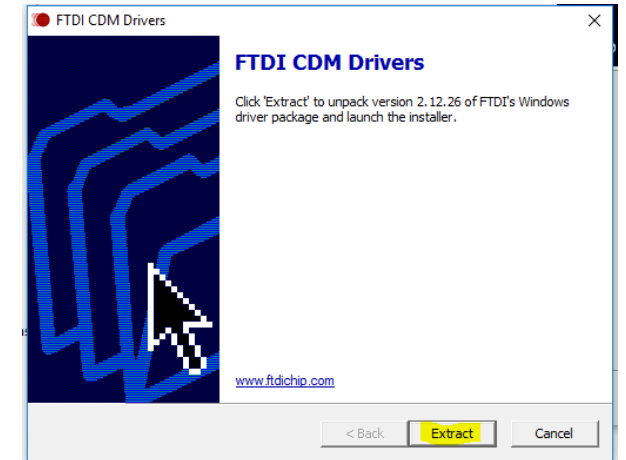 FTDI CDM Drivers
FTDI CDM Drivers
Click 'Extract' to unpack version 2.12.26 of FTDI's Windows
driver package and launch the installer.
www.ftdichip.com
< Back Extract Cancel